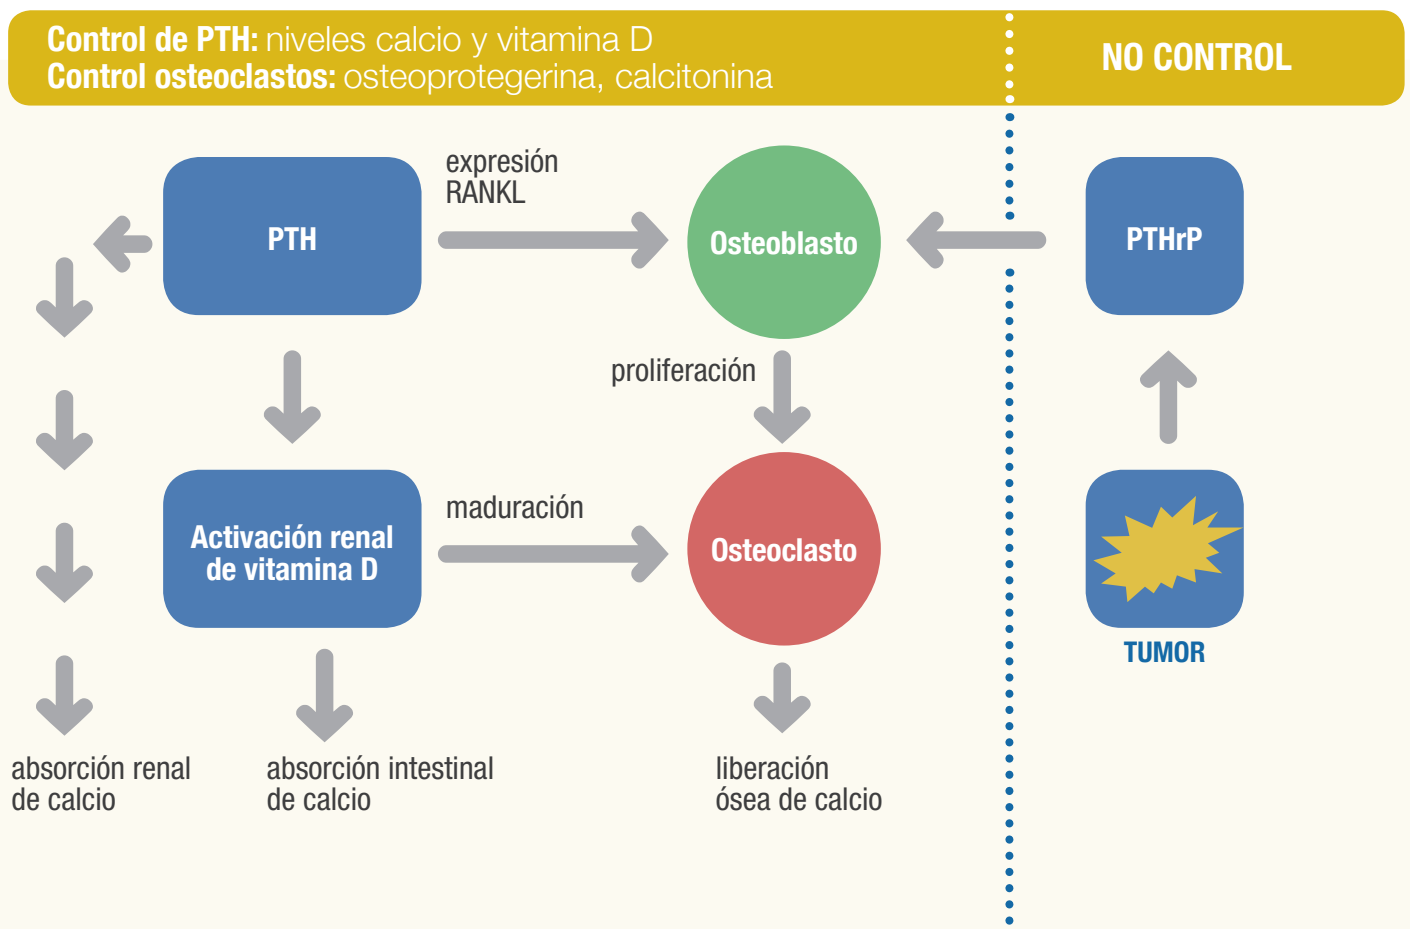 Control de PTH: niveles calcio y vitamina D
Control osteoclastos: osteoprotegerina, calcitonina
NO CONTROL
expresión
RANKL
PTH
Osteoblasto
PTHrP
proliferación
maduración
Activación renal
de vitamina D
Osteoclasto
TUMOR
absorción renal
de calcio
absorción intestinal
de calcio
liberación
ósea de calcio